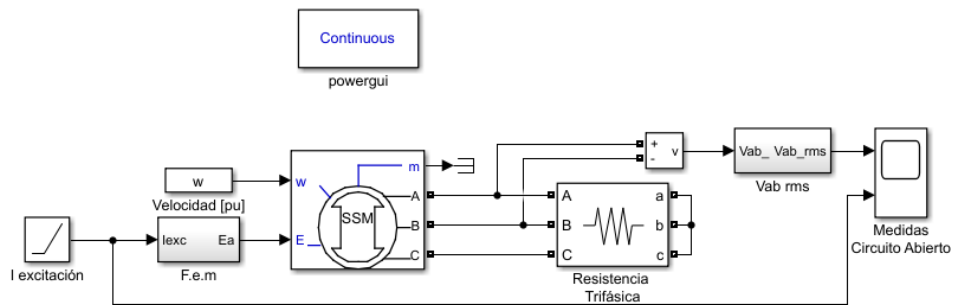 Continuous
powergui
w
Velocidad [pu]
I excitación
Iexc Ea
F.e.m
w
E
SSM
m
A
B
C
+
-
v
A
B
C
a
b
c
Resistencia
Trifásica
Vab_ Vab_rms
Vab rms
Medidas
Circuito Abierto